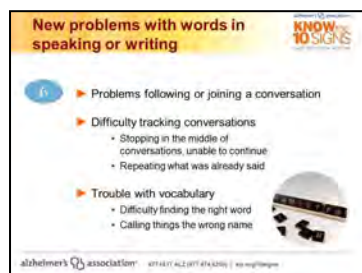 New problems with words in
speaking or writing
alzheimer's association
KNOW the
10 SIGNS
6
Problems following or joining a conversation
Difficulty tracking conversations
• Stopping in the middle of
conversations, unable to continue
• Repeating what was already said
Trouble with vocabulary
• Difficulty finding the right word
• Calling things the wrong name
alzheimer's association